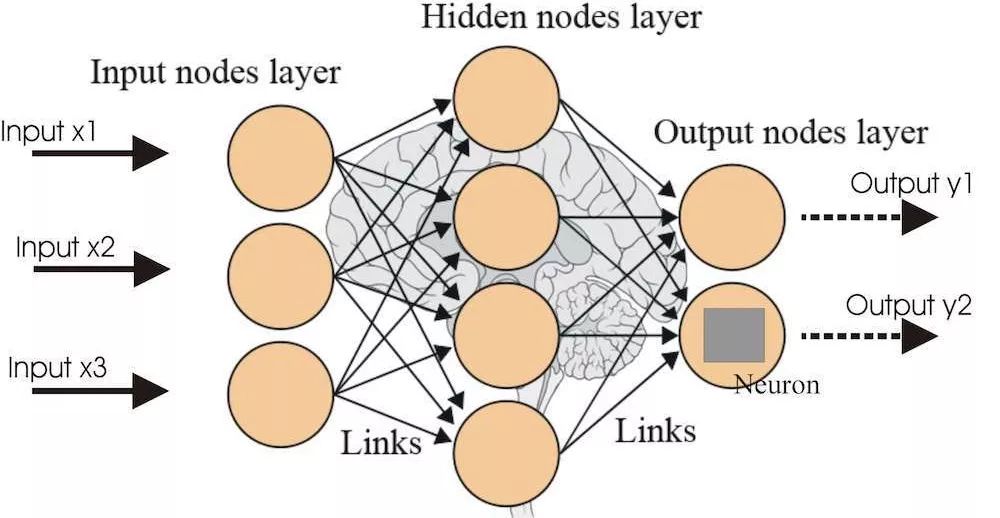 Hidden nodes layer
Input nodes layer
Input x1
Output nodes layer
Output y1
Input x2
Output y2
Input x3
Neuron
Links
Links